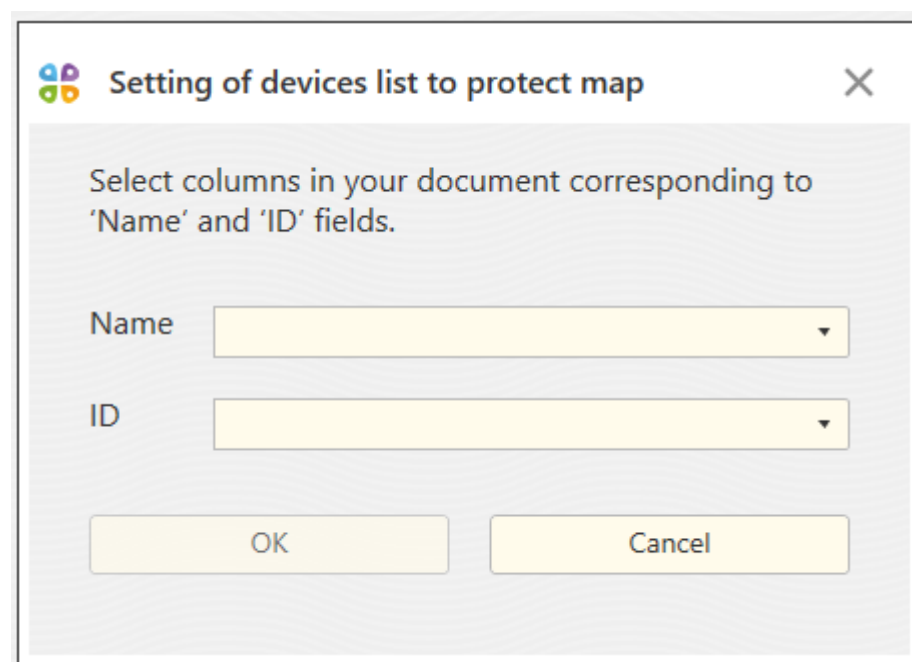 Setting of devices list to protect map
Select columns in your document corresponding to
‘Name’ and ‘ID’ fields.
Name
ID
OK
Cancel